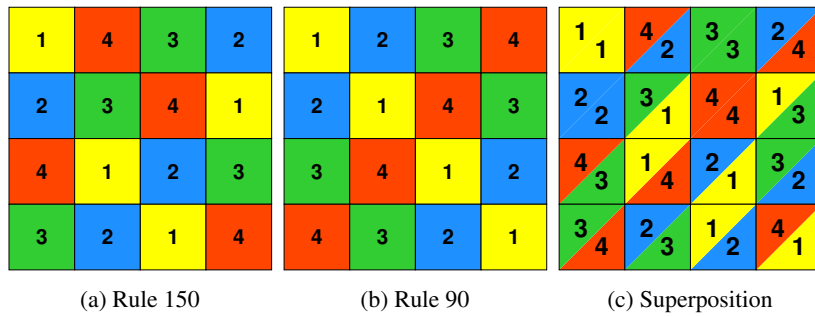 1 4 3 2
2 3 4 1
4 1 2 3
3 2 1 4
(a) Rule 150
1 2 3 4
2 1 4 3
3 4 1 2
4 3 2 1
(b) Rule 90
1 1 4 2 3 3 2 4
2 2 3 1 4 4 1 3
4 3 1 4 2 1 3 2
3 4 2 3 1 2 4 1
(c) Superposition